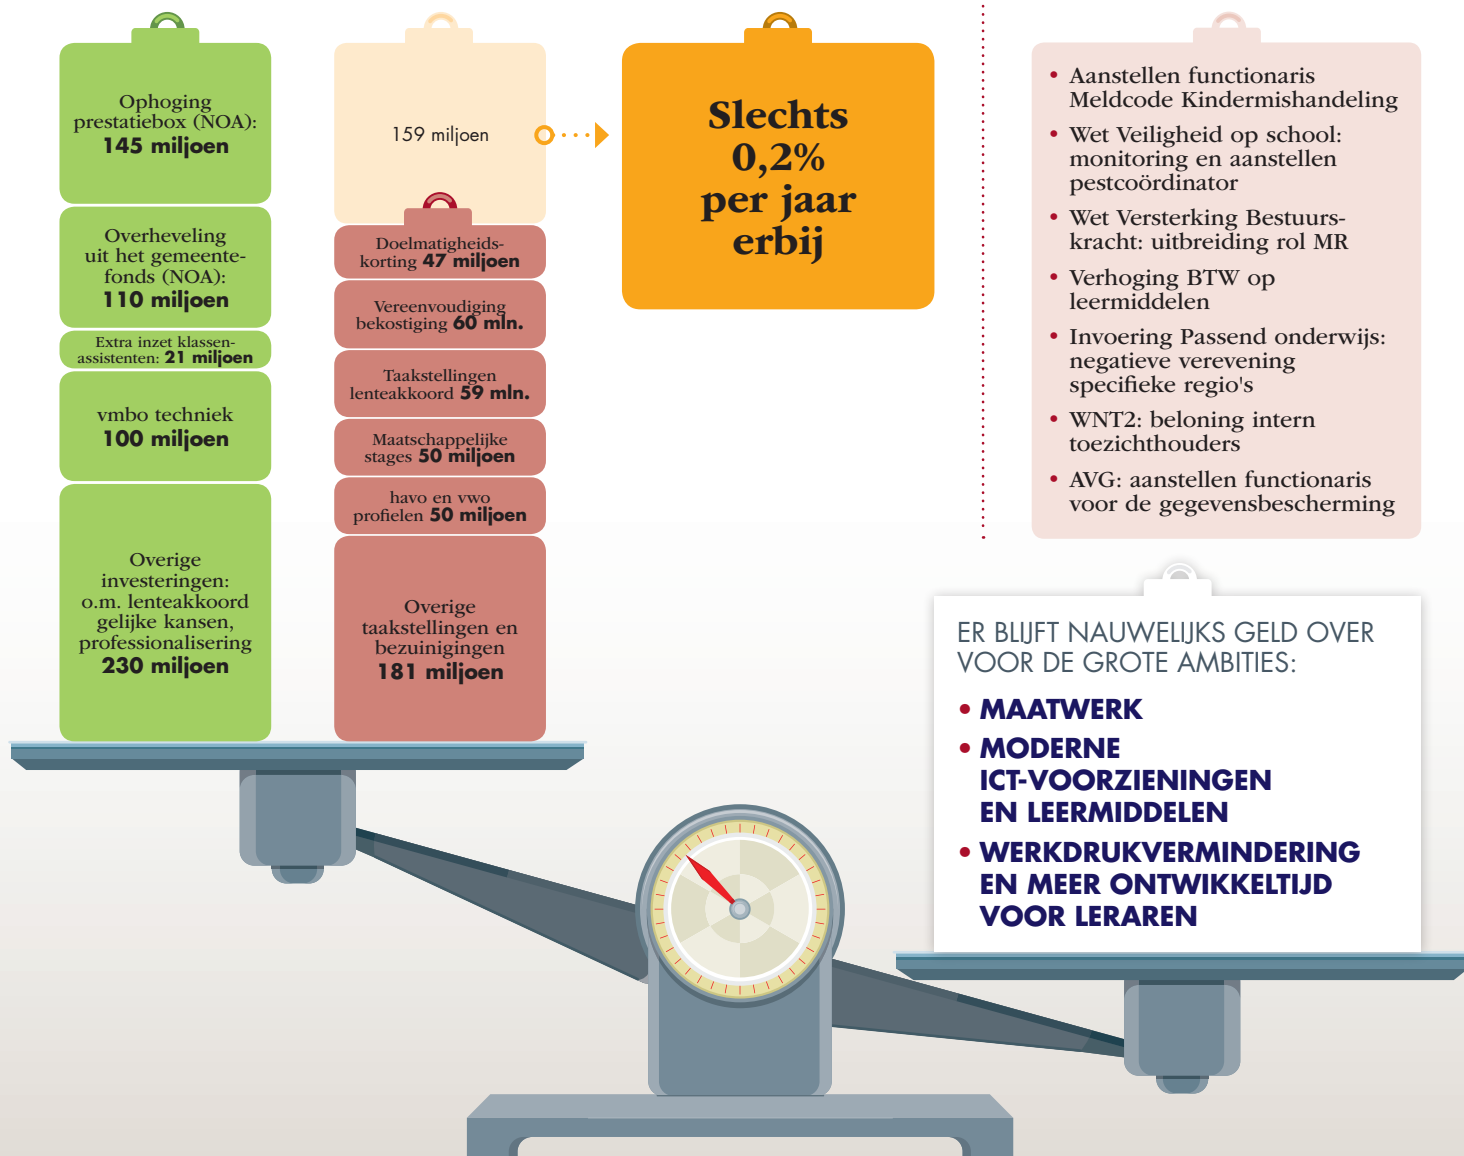 Ophoging
prestatiebox (NOA):
145 miljoen
Overheveling
uit het gemeente-
fonds (NOA):
110 miljoen
Extra inzet klassen-
assistenten: 21 miljoen
vmbo techniek
100 miljoen
Overige
investeringen:
o.m. lenteakkoord
gelijke kansen,
professionalisering
230 miljoen
159 miljoen
Doelmatigheids-
korting 47 miljoen
Vereenvoudiging
bekostiging 60 mln.
Taakstellingen
lenteakkoord 59 mln.
Maatschappelijke
stages 50 miljoen
havo en vwo
profielen 50 miljoen
Overige
taakstellingen en
bezuinigingen
181 miljoen
Slechts
0,2%
per jaar
erbij
• Aanstellen functionaris
Meldcode Kindermishandeling
• Wet Veiligheid op school:
monitoring en aanstellen
pestcoördinator
• Wet Versterking Bestuurs-
kracht: uitbreiding rol MR
• Verhoging BTW op
leermiddelen
• Invoering Passend onderwijs:
negatieve verevening
specifieke regio's
• WNT2: beloning intern
toezichthouders
• AVG: aanstellen functionaris
voor de gegevensbescherming
ER BLIJFT NAUWELIJKS GELD OVER
VOOR DE GROTE AMBITIES:
• MAATWERK
• MODERNE
ICT-VOORZIENINGEN
EN LEERMIDDELEN
• WERKDRUKVERMINDERING
EN MEER ONTWIKKELTIJD
VOOR LERAREN